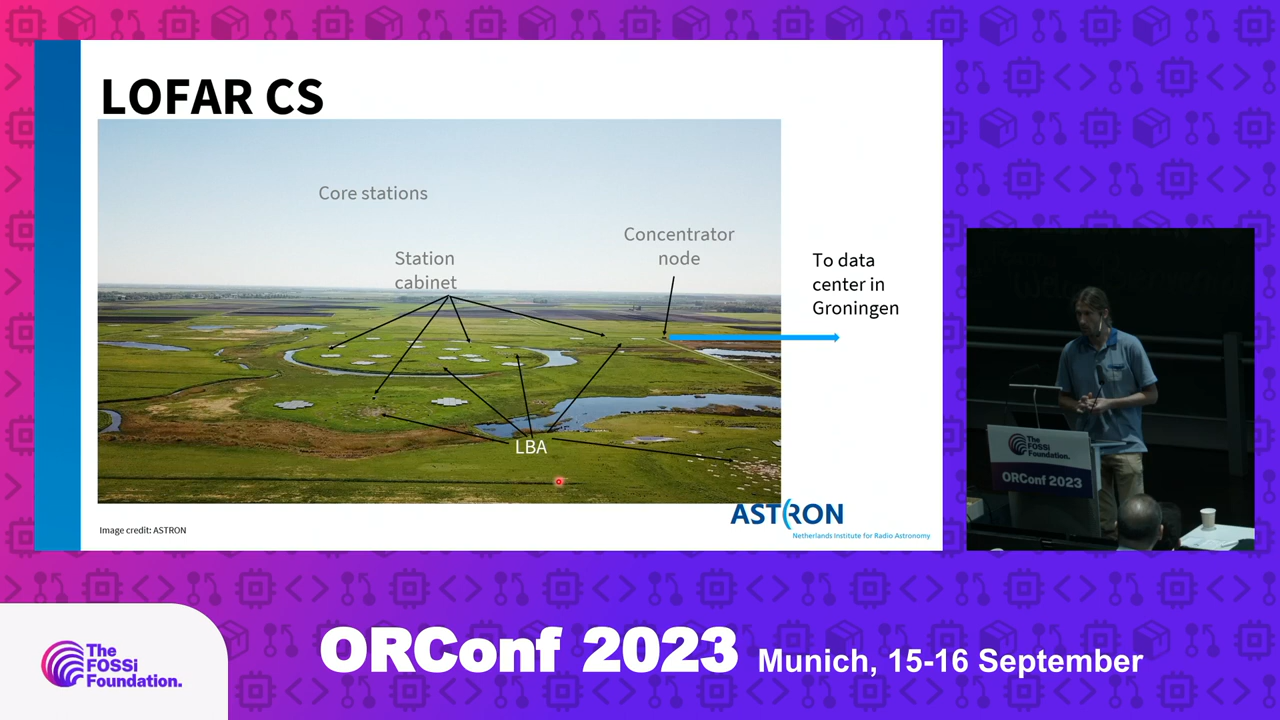 LOFAR CS
Core stations
Station
cabinet
Concentrator
node
To data
center in
Groningen
LBA
Image credit: ASTRON
ASTRON
Netherlands Institute for Radio Astronomy
The
FOSSi
Foundation.
ORConf 2023
The
FOSSi
Foundation.
ORConf 2023
Munich, 15-16 September